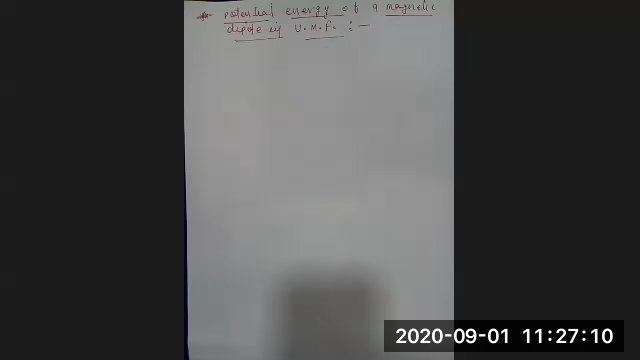 * potential energy of a magnetic
dipole in U.M.F. :-
2020-09-01 11:27:10